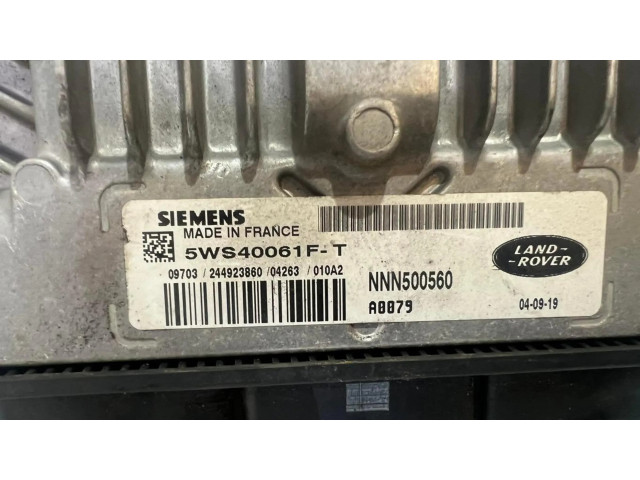 SIEMENS
MADE IN FRANCE
5WS40061F-T
09703 / 244923860 / 04263 / 010A2
NNN500560
A0079
LAND-
ROVER
04-09-19